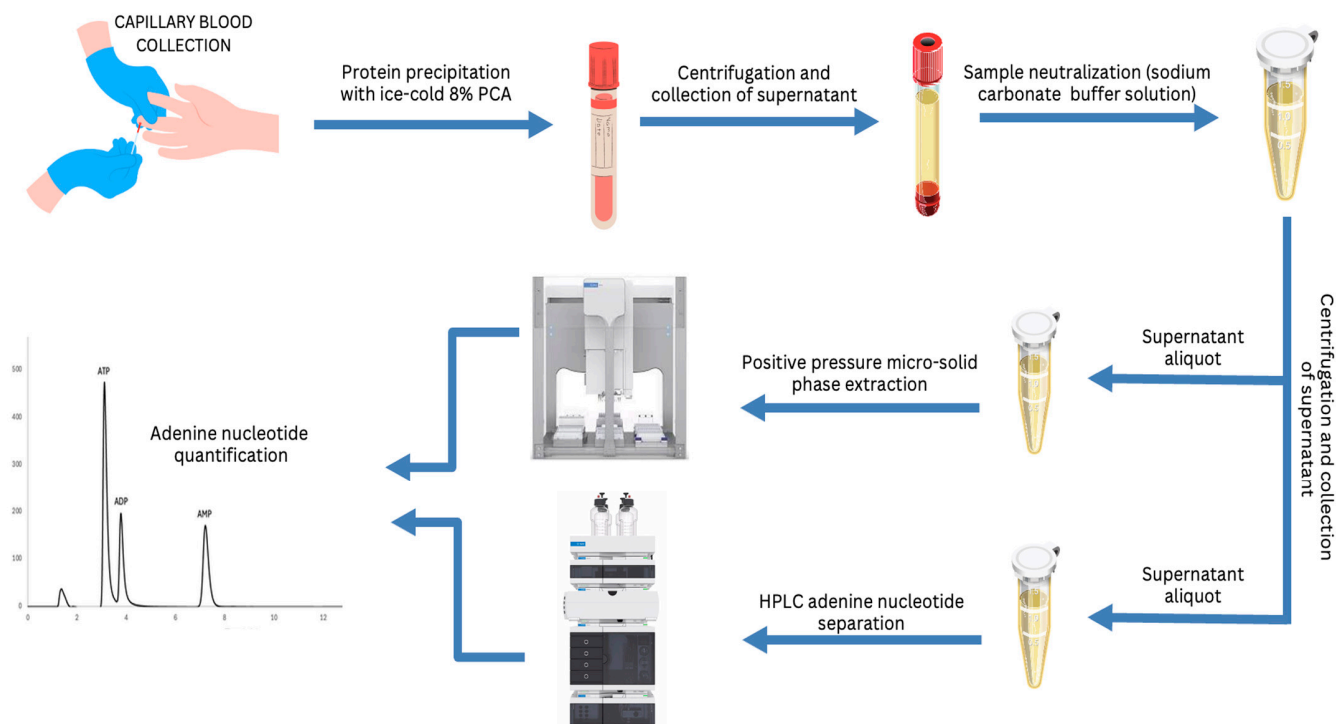 CAPILLARY BLOOD
COLLECTION
Protein precipitation
with ice-cold 8% PCA
Centrifugation and
collection of supernatant
Sample neutralization (sodium
carbonate buffer solution)
Centrifugation and collection
of supernatant
Supernatant
aliquot
Positive pressure micro-solid
phase extraction
Supernatant
aliquot
HPLC adenine nucleotide
separation
Adenine nucleotide
quantification
ATP
ADP
AMP
500
400
300
200
100
0
0 2 4 6 8 10 12